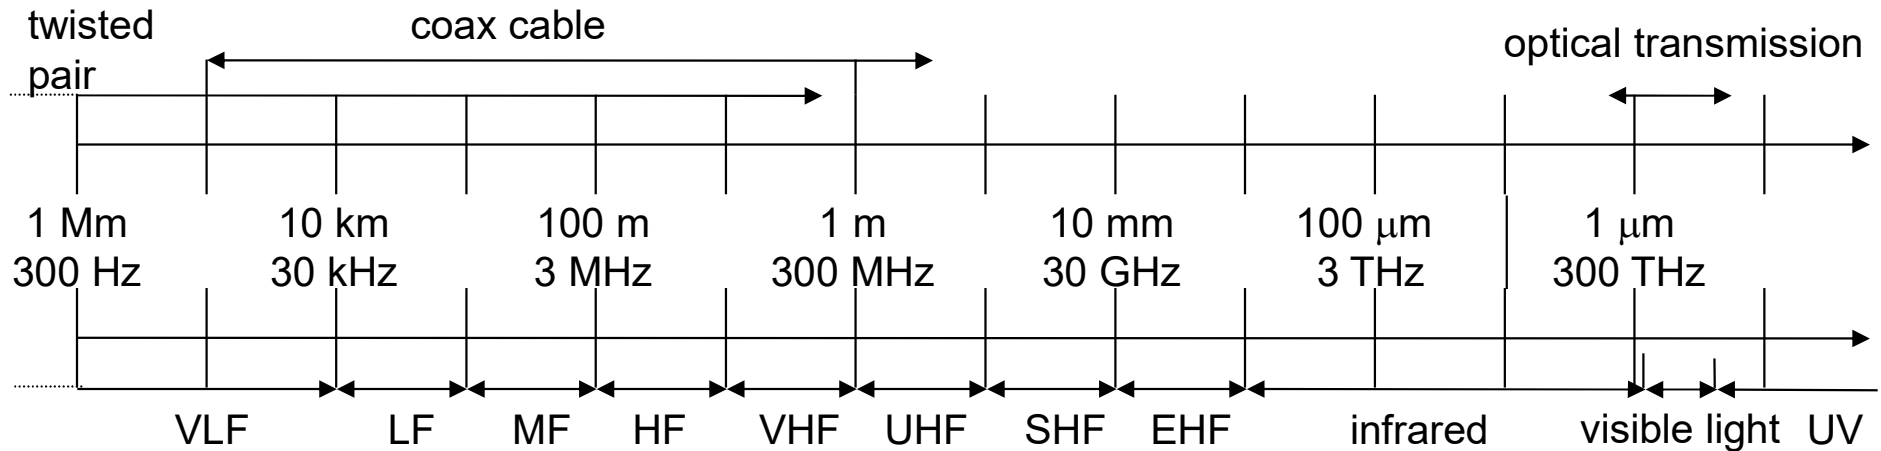 twisted
pair
coax cable
optical transmission
1 Mm 10 km 100 m 1 m 10 mm 100 μm 1 μm
300 Hz 30 kHz 3 MHz 300 MHz 30 GHz 3 THz 300 THz
VLF LF MF HF VHF UHF SHF EHF infrared visible light UV